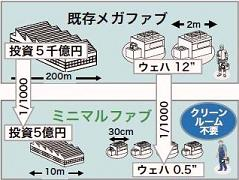 既存メガファブ
投資5千億円
2m
200m
ウェハ 12”
1/1000
1/1000
ミニマルファブ
クリーン
ルーム
不要
投資5億円
30cm
10m
ウェハ 0.5”